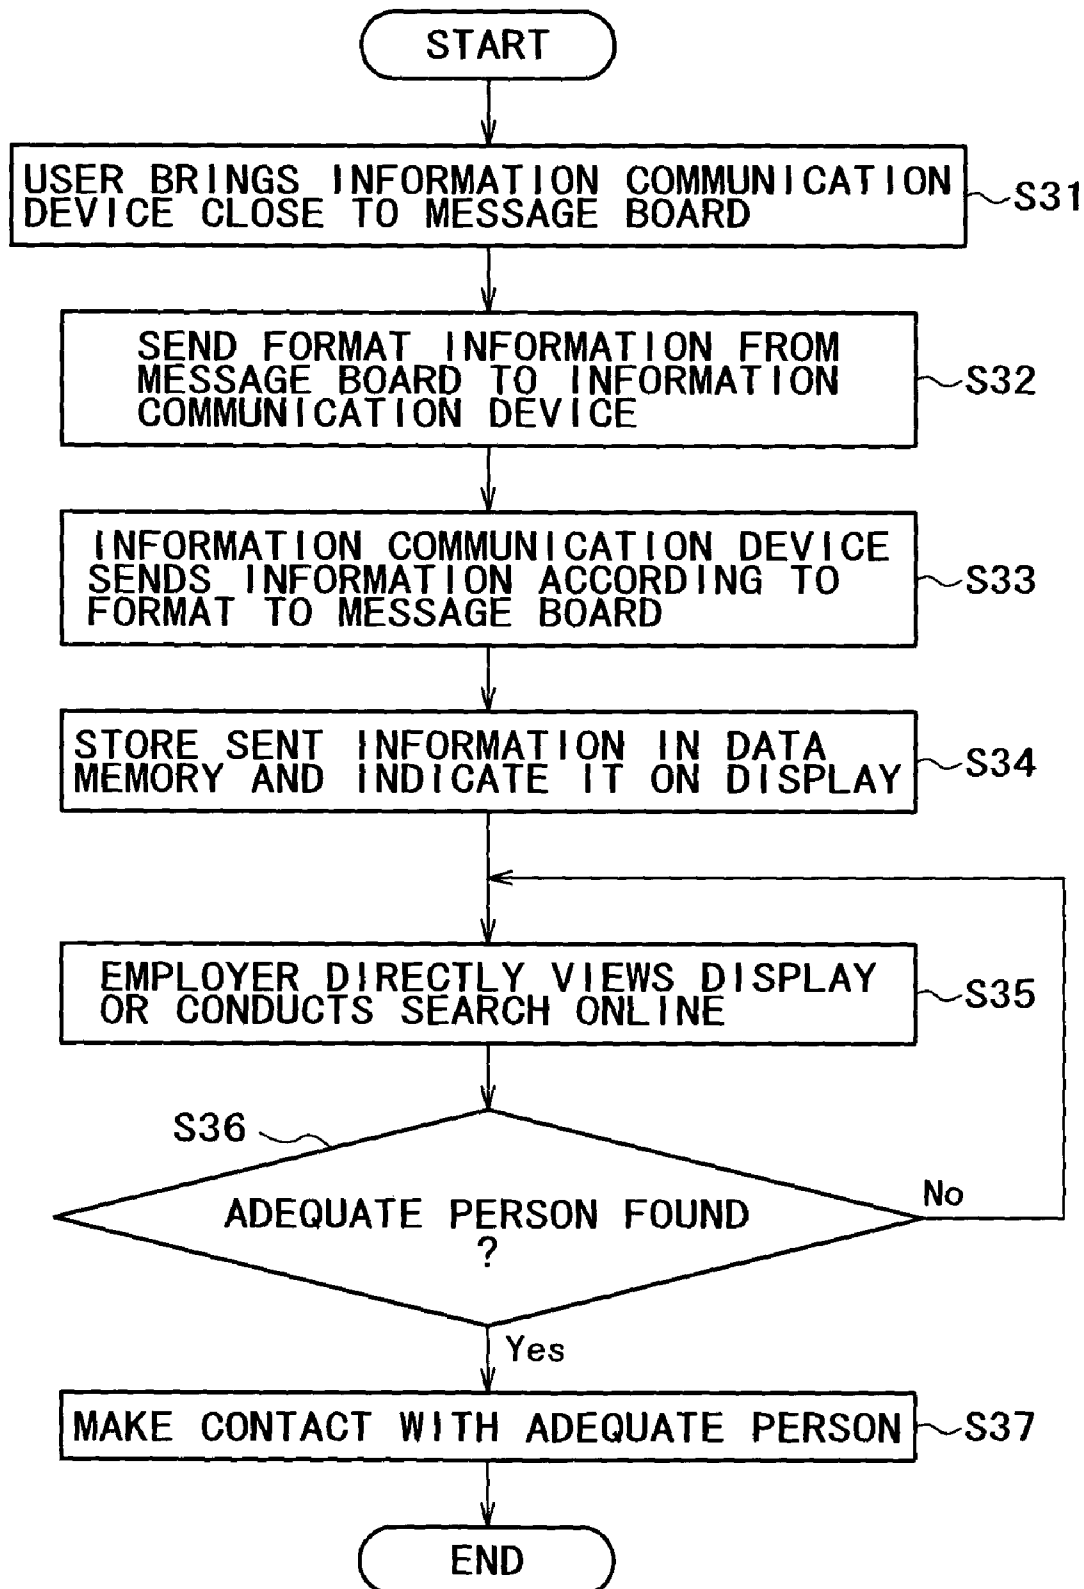 START
USER BRINGS INFORMATION COMMUNICATION
DEVICE CLOSE TO MESSAGE BOARD
S31
SEND FORMAT INFORMATION FROM
MESSAGE BOARD TO INFORMATION
COMMUNICATION DEVICE
S32
INFORMATION COMMUNICATION DEVICE
SENDS INFORMATION ACCORDING TO
FORMAT TO MESSAGE BOARD
S33
STORE SENT INFORMATION IN DATA
MEMORY AND INDICATE IT ON DISPLAY
S34
EMPLOYER DIRECTLY VIEWS DISPLAY
OR CONDUCTS SEARCH ONLINE
S35
S36
ADEQUATE PERSON FOUND
?
No
Yes
MAKE CONTACT WITH ADEQUATE PERSON
S37
END